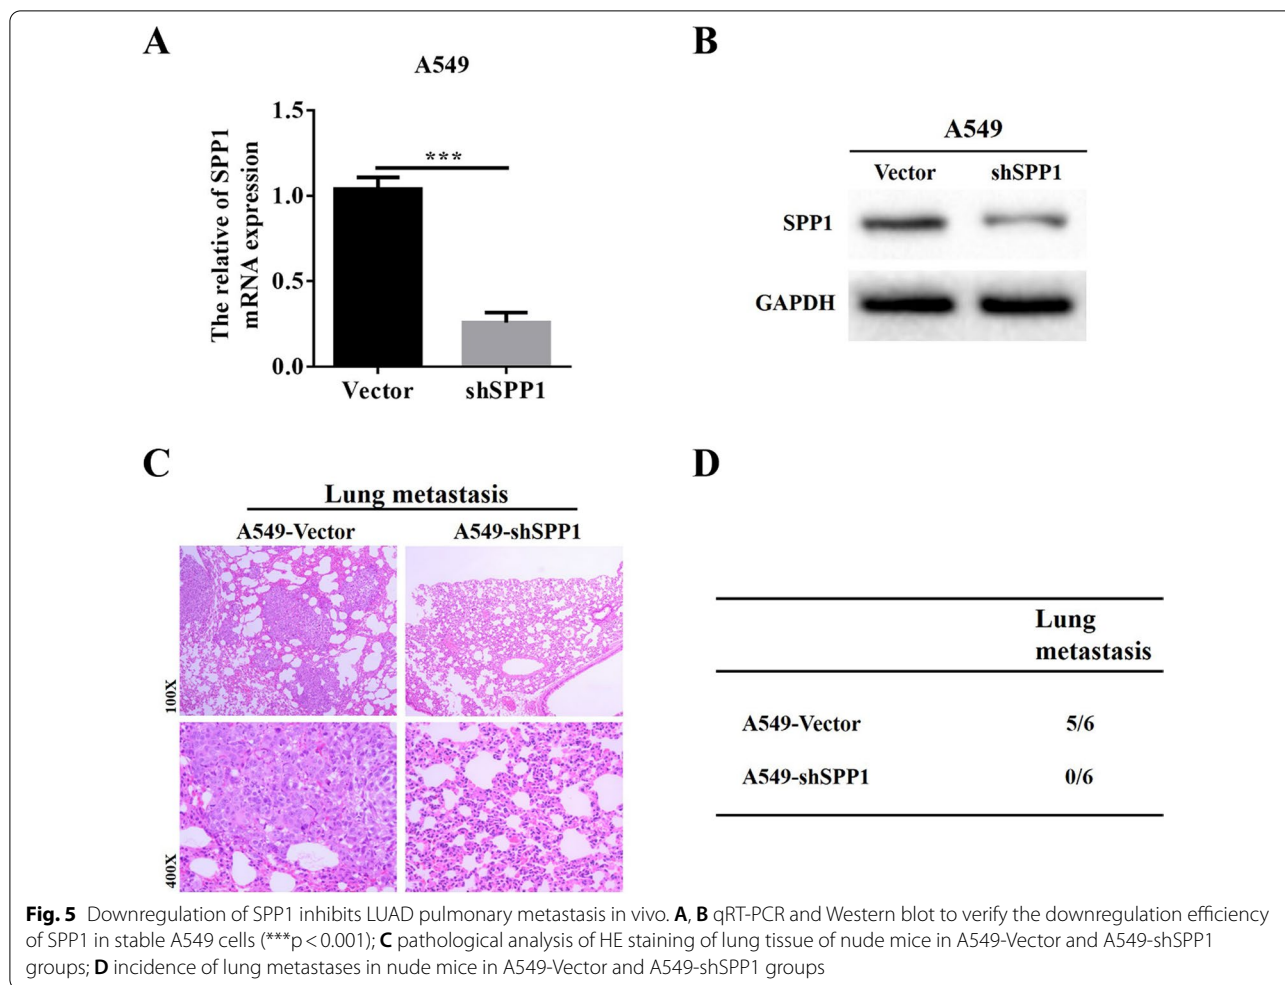 A
A549
The relative of SPP1
mRNA expression
1.5
1.0
0.5
0.0
***
Vector shSPP1
B
A549
Vector shSPP1
SPP1
GAPDH
C
Lung metastasis
A549-Vector A549-shSPP1
100X
400X
D
Lung
metastasis
A549-Vector 5/6
A549-shSPP1 0/6
Fig. 5 Downregulation of SPP1 inhibits LUAD pulmonary metastasis in vivo. A, B qRT-PCR and Western blot to verify the downregulation efficiency
of SPP1 in stable A549 cells (***p < 0.001); C pathological analysis of HE staining of lung tissue of nude mice in A549-Vector and A549-shSPP1
groups; D incidence of lung metastases in nude mice in A549-Vector and A549-shSPP1 groups